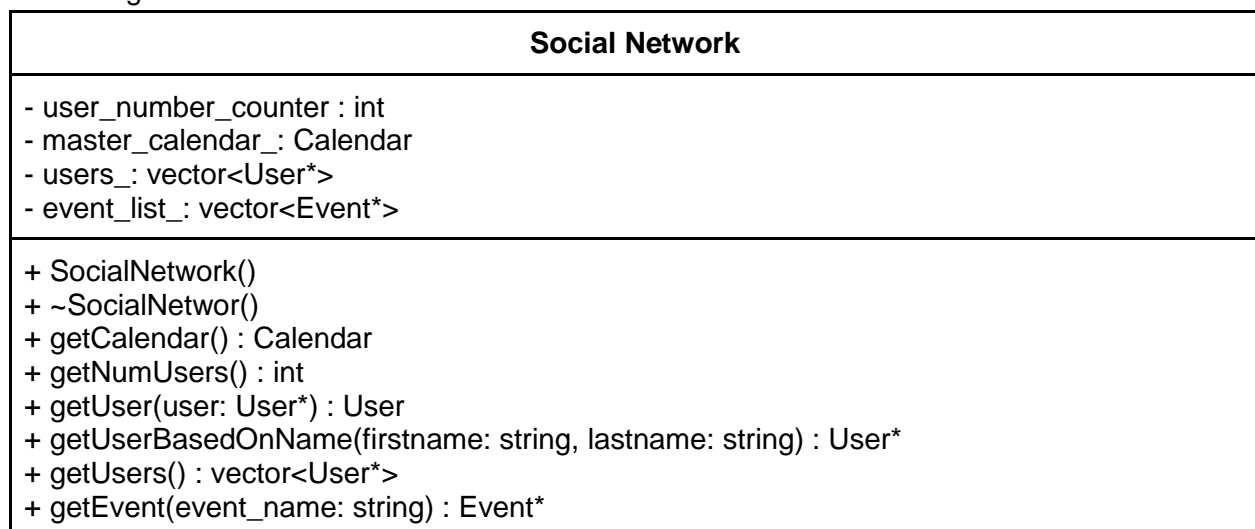 Social Network
- user_number_counter : int
- master_calendar_: Calendar
- users_: vector<User*>
- event_list_: vector<Event*>
+ SocialNetwork()
+ ~SocialNetwor()
+ getCalendar() : Calendar
+ getNumUsers() : int
+ getUser(user: User*) : User
+ getUserBasedOnName(firstname: string, lastname: string) : User*
+ getUsers() : vector<User*>
+ getEvent(event_name: string) : Event*